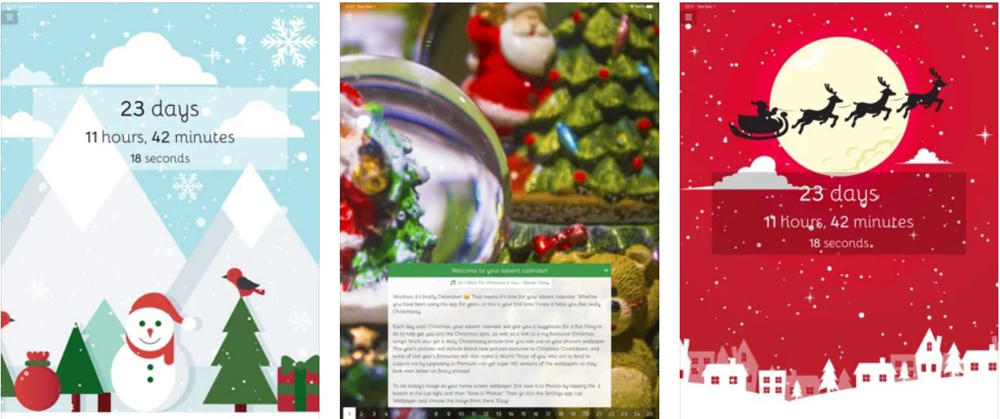 12:17 Sun Dec 1
100%
23 days
11 hours, 42 minutes
18 seconds
12:17 Sun Dec 1
100%
Welcome to your advent calendar!
All I Want For Christmas Is You - Mariah Carey
Woohoo, it's finally December! 😄 That means it's time for your advent calendar. Whether
you have been using the app for years, or this is your first time, I hope it helps you feel really
Christmassy.
Each day until Christmas, your advent calendar will give you a suggestion for a fun thing to
do to help get you into the Christmas spirit, as well as a link to a my favourite Christmas
songs! You'll also get a daily Christmassy picture that you can use as your phone's wallpaper.
This year's pictures will include brand new pictures exclusive to Christmas Countdown, and
some of last year's favourites will also make a return! Those of you who are so kind to
support me by upgrading to Premium can get super HD versions of the wallpapers so they
look even better on fancy phones!
To set today's image as your home screen wallpaper, first save it to Photos by tapping the ⋮
button in the top right and then "Save to Photos". Then go into the Settings app, tap
Wallpaper, and choose the image from there. Easy!
1 2 3 4 5 6 7 8 9 10 11 12 13 14 15 16 17 18 19 20 21 22 23 24 25
12:17 Sun Dec 1
100%
23 days
11 hours, 42 minutes
18 seconds